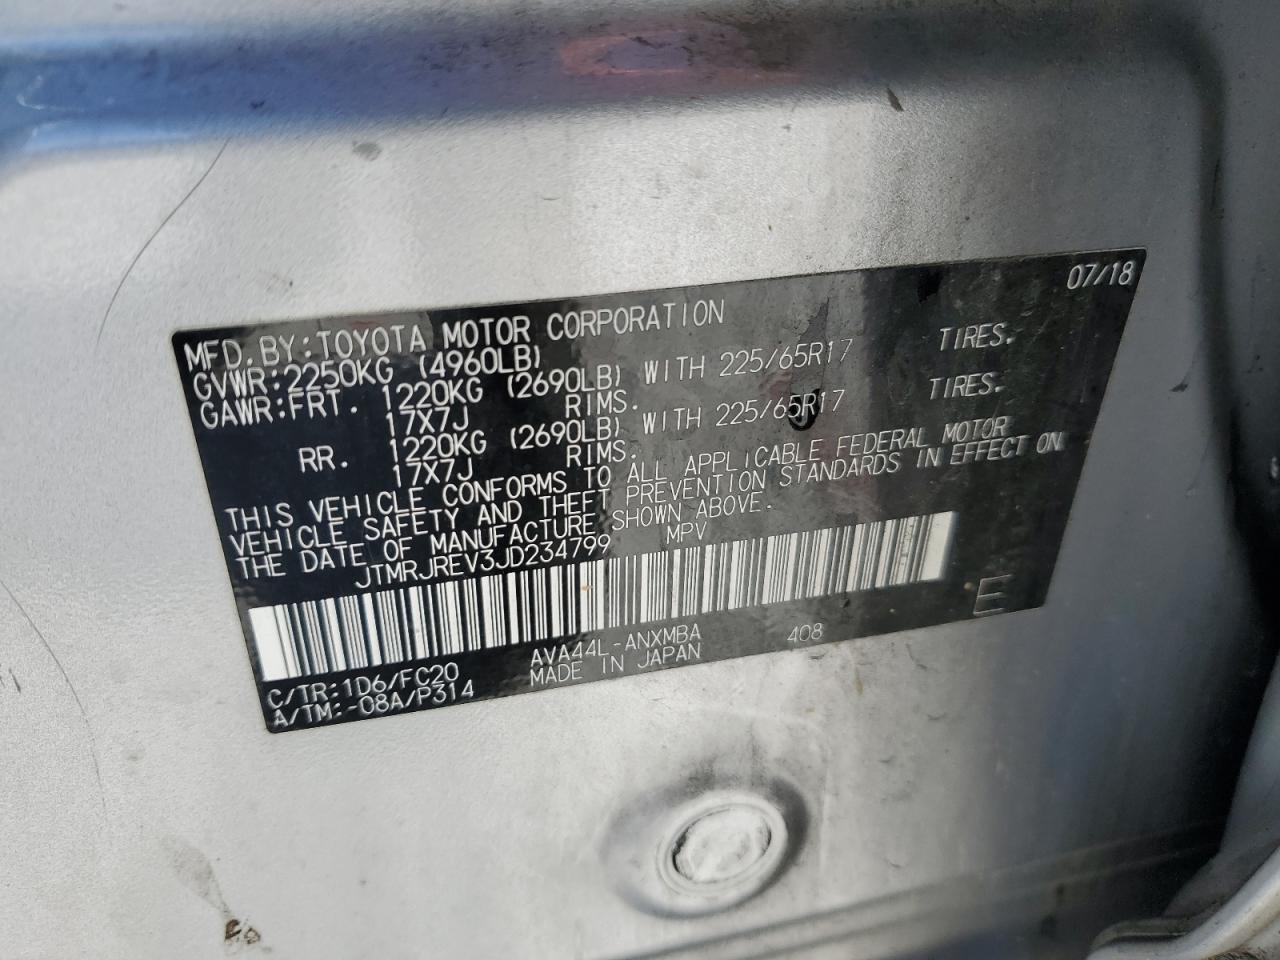 07/18
MFD. BY: TOYOTA MOTOR CORPORATION
GVWR: 2250KG (4960LB)
GAWR: FRT. 1220KG (2690LB) WITH 225/65R17 TIRES.
17X7J RIMS.
RR. 1220KG (2690LB) WITH 225/65R17 TIRES.
17X7J RIMS.
THIS VEHICLE CONFORMS TO ALL APPLICABLE FEDERAL MOTOR
VEHICLE SAFETY AND THEFT PREVENTION STANDARDS IN EFFECT ON
THE DATE OF MANUFACTURE SHOWN ABOVE.
JTMRJREV3JD234799 MPV
E
C/TR: 1D6/FC20 AVA44L-ANXMBA 408
A/TM: -08A/P314 MADE IN JAPAN